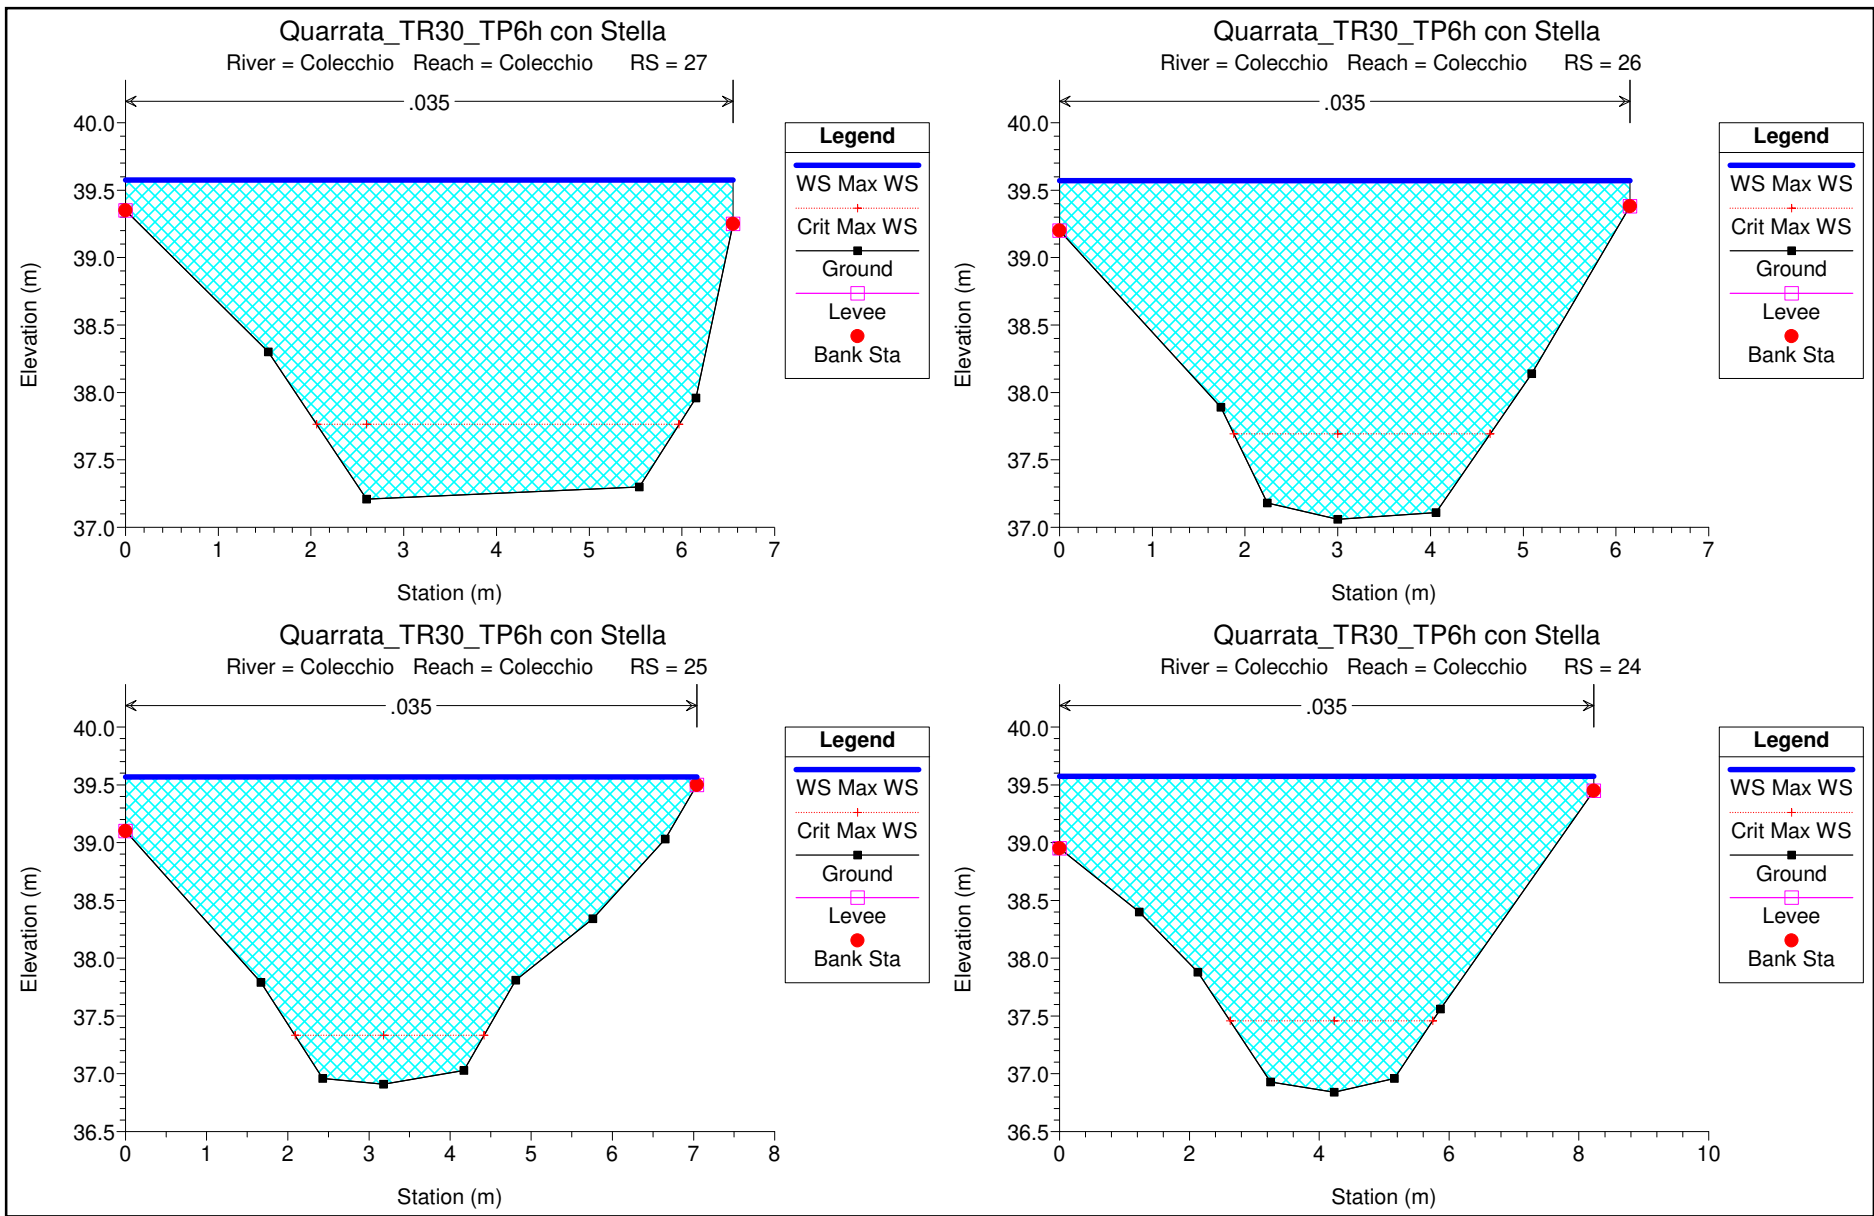 Quarrata_TR30_TP6h con Stella
River = Colecchio Reach = Colecchio RS = 27
.035
Legend
WS Max WS
Crit Max WS
Ground
Levee
Bank Sta
40.0
39.5
39.0
38.5
38.0
37.5
37.0
Elevation (m)
0 1 2 3 4 5 6 7
Station (m)
Quarrata_TR30_TP6h con Stella
River = Colecchio Reach = Colecchio RS = 26
.035
Legend
WS Max WS
Crit Max WS
Ground
Levee
Bank Sta
40.0
39.5
39.0
38.5
38.0
37.5
37.0
Elevation (m)
0 1 2 3 4 5 6 7
Station (m)
Quarrata_TR30_TP6h con Stella
River = Colecchio Reach = Colecchio RS = 25
.035
Legend
WS Max WS
Crit Max WS
Ground
Levee
Bank Sta
40.0
39.5
39.0
38.5
38.0
37.5
37.0
36.5
Elevation (m)
0 1 2 3 4 5 6 7 8
Station (m)
Quarrata_TR30_TP6h con Stella
River = Colecchio Reach = Colecchio RS = 24
.035
Legend
WS Max WS
Crit Max WS
Ground
Levee
Bank Sta
40.0
39.5
39.0
38.5
38.0
37.5
37.0
36.5
Elevation (m)
0 2 4 6 8 10
Station (m)